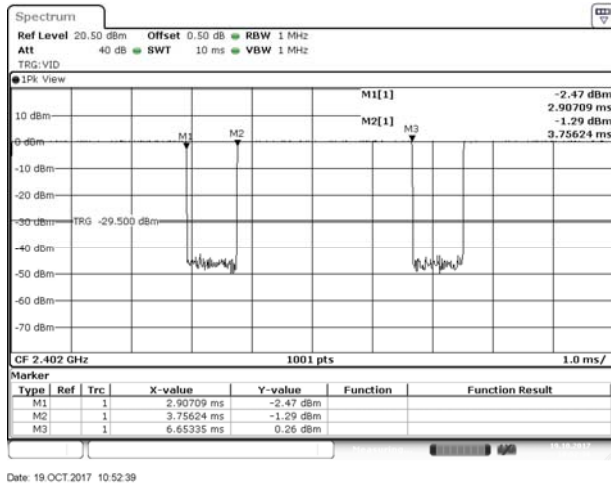 Spectrum
Ref Level 20.50 dBm Offset 0.50 dB RBW 1 MHz
Att 40 dB SWT 10 ms VBW 1 MHz
TRG:VID
1Pk View
M1[1] -2.47 dBm
2.90709 ms
10 dBm M2[1] -1.29 dBm
3.75624 ms
M1 M2 M3
0 dBm
-10 dBm
-20 dBm
-30 dBm TRG -29.500 dBm
-40 dBm
-50 dBm
-60 dBm
-70 dBm
CF 2.402 GHz 1001 pts 1.0 ms/
Marker
Type Ref Trc X-value Y-value Function Function Result
M1 1 2.90709 ms -2.47 dBm
M2 1 3.75624 ms -1.29 dBm
M3 1 6.65335 ms 0.26 dBm
Date: 19.OCT.2017 10:52:39